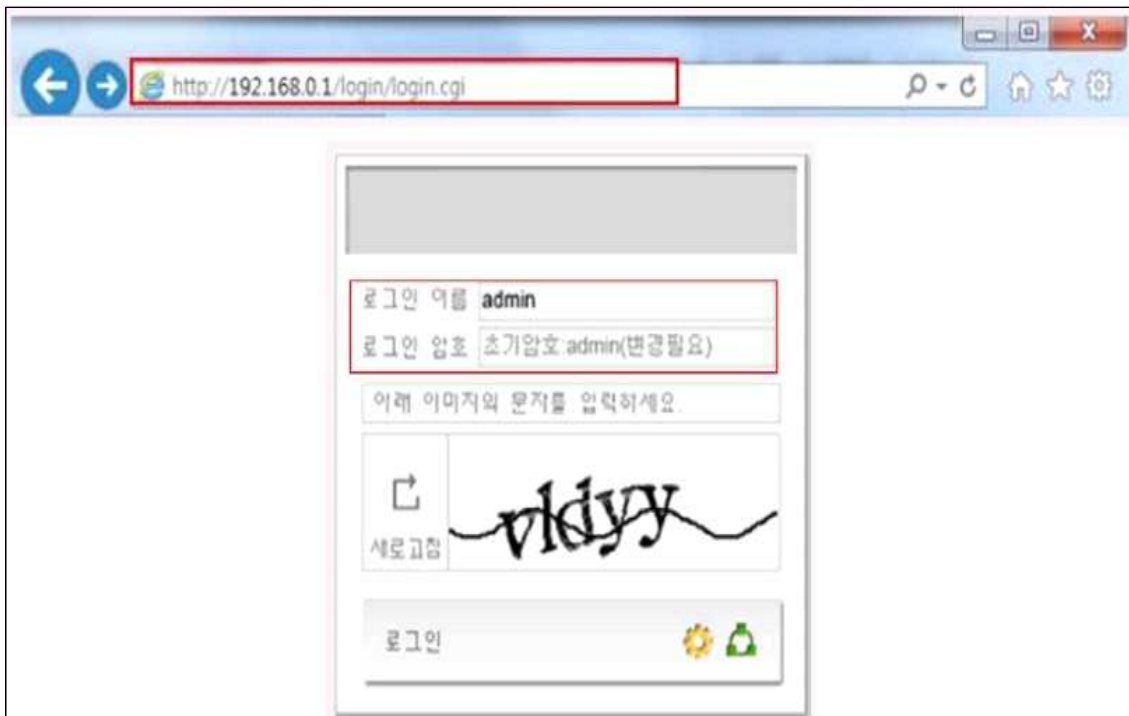 http://192.168.0.1/login/login.cgi
로그인 이름 admin
로그인 암호 초기암호:admin(변경필요)
아래 이미지의 문자를 입력하세요.
vldyy
새로고침
로그인